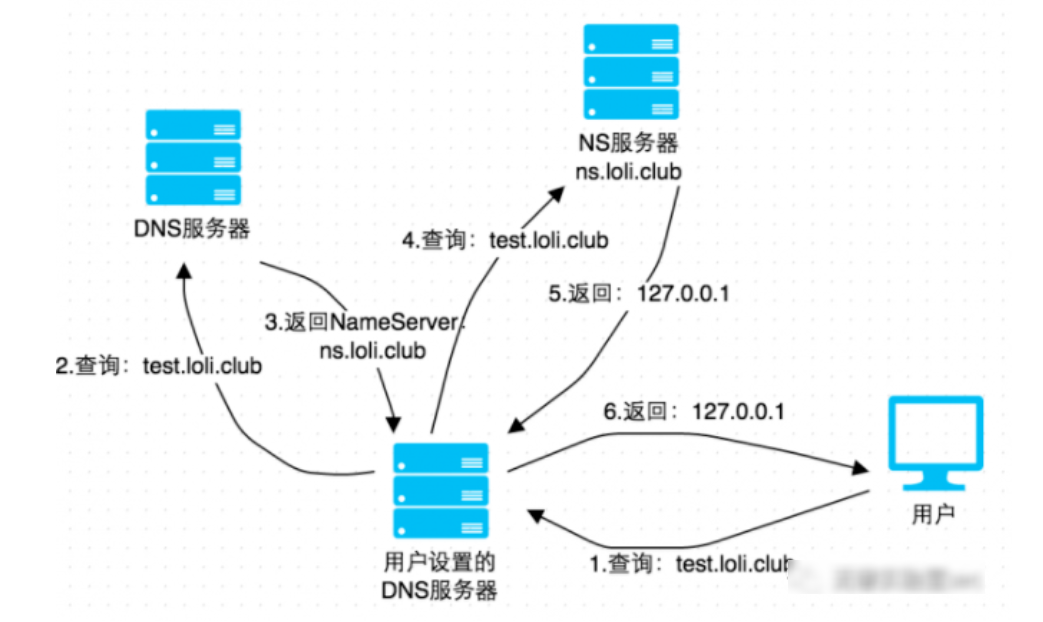 NS服务器
ns.loli.club
DNS服务器
4.查询：test.loli.club
5.返回：127.0.0.1
3.返回NameServer:
ns.loli.club
2.查询：test.loli.club
6.返回：127.0.0.1
用户
用户设置的
DNS服务器
1.查询：test.loli.club